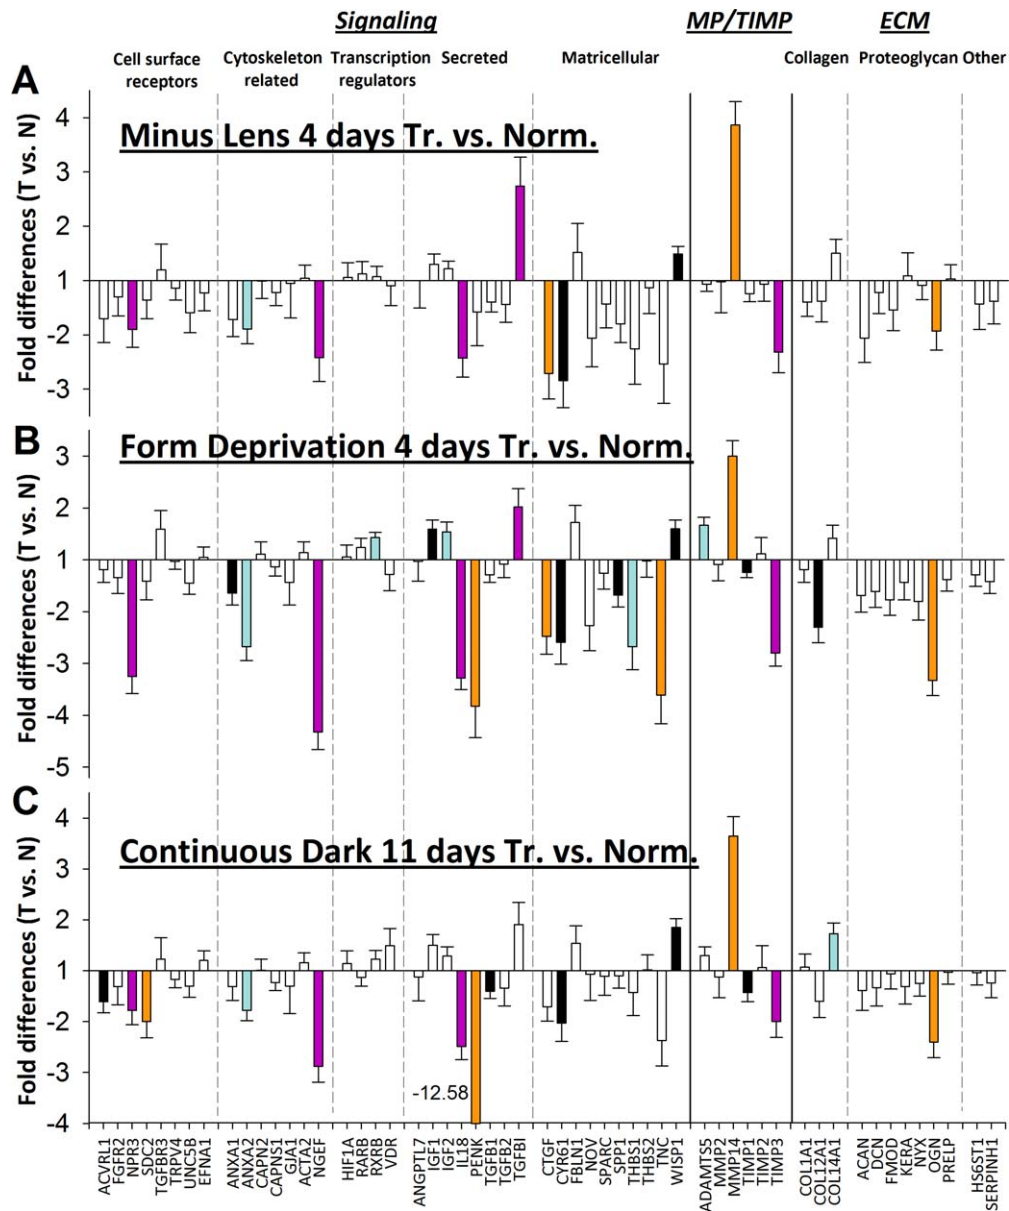 Signaling MP/TIMP ECM
Cell surface receptors Cytoskeleton related Transcription regulators Secreted Matricellular Collagen Proteoglycan Other
A
Minus Lens 4 days Tr. vs. Norm.
Fold differences (T vs. N)
4
3
2
1
-2
-3
B
Form Deprivation 4 days Tr. vs. Norm.
Fold differences (T vs. N)
3
2
1
-2
-3
-4
-5
C
Continuous Dark 11 days Tr. vs. Norm.
Fold differences (T vs. N)
4
3
2
1
-2
-3
-4
-12.58
ACVRL1
FGFR2
NPR3
SDC2
TGFBR3
TRPV4
UNC5B
EFNA1
ANXA1
ANXA2
CAPN2
CAPNS1
GJA1
ACTA2
NGEF
HIF1A
RARB
RXRB
VDR
ANGPTL7
IGF1
IGF2
IL18
PENK
TGFB1
TGFB2
TGFBI
CTGF
CYR61
FBLN1
NOV
SPARC
SPP1
THBS1
THBS2
TNC
WISP1
ADAMTS5
MMP2
MMP14
TIMP1
TIMP2
TIMP3
COL1A1
COL12A1
COL14A1
ACAN
DCN
FMOD
KERA
NYX
OGN
PRELP
HS6ST1
SERPINH1